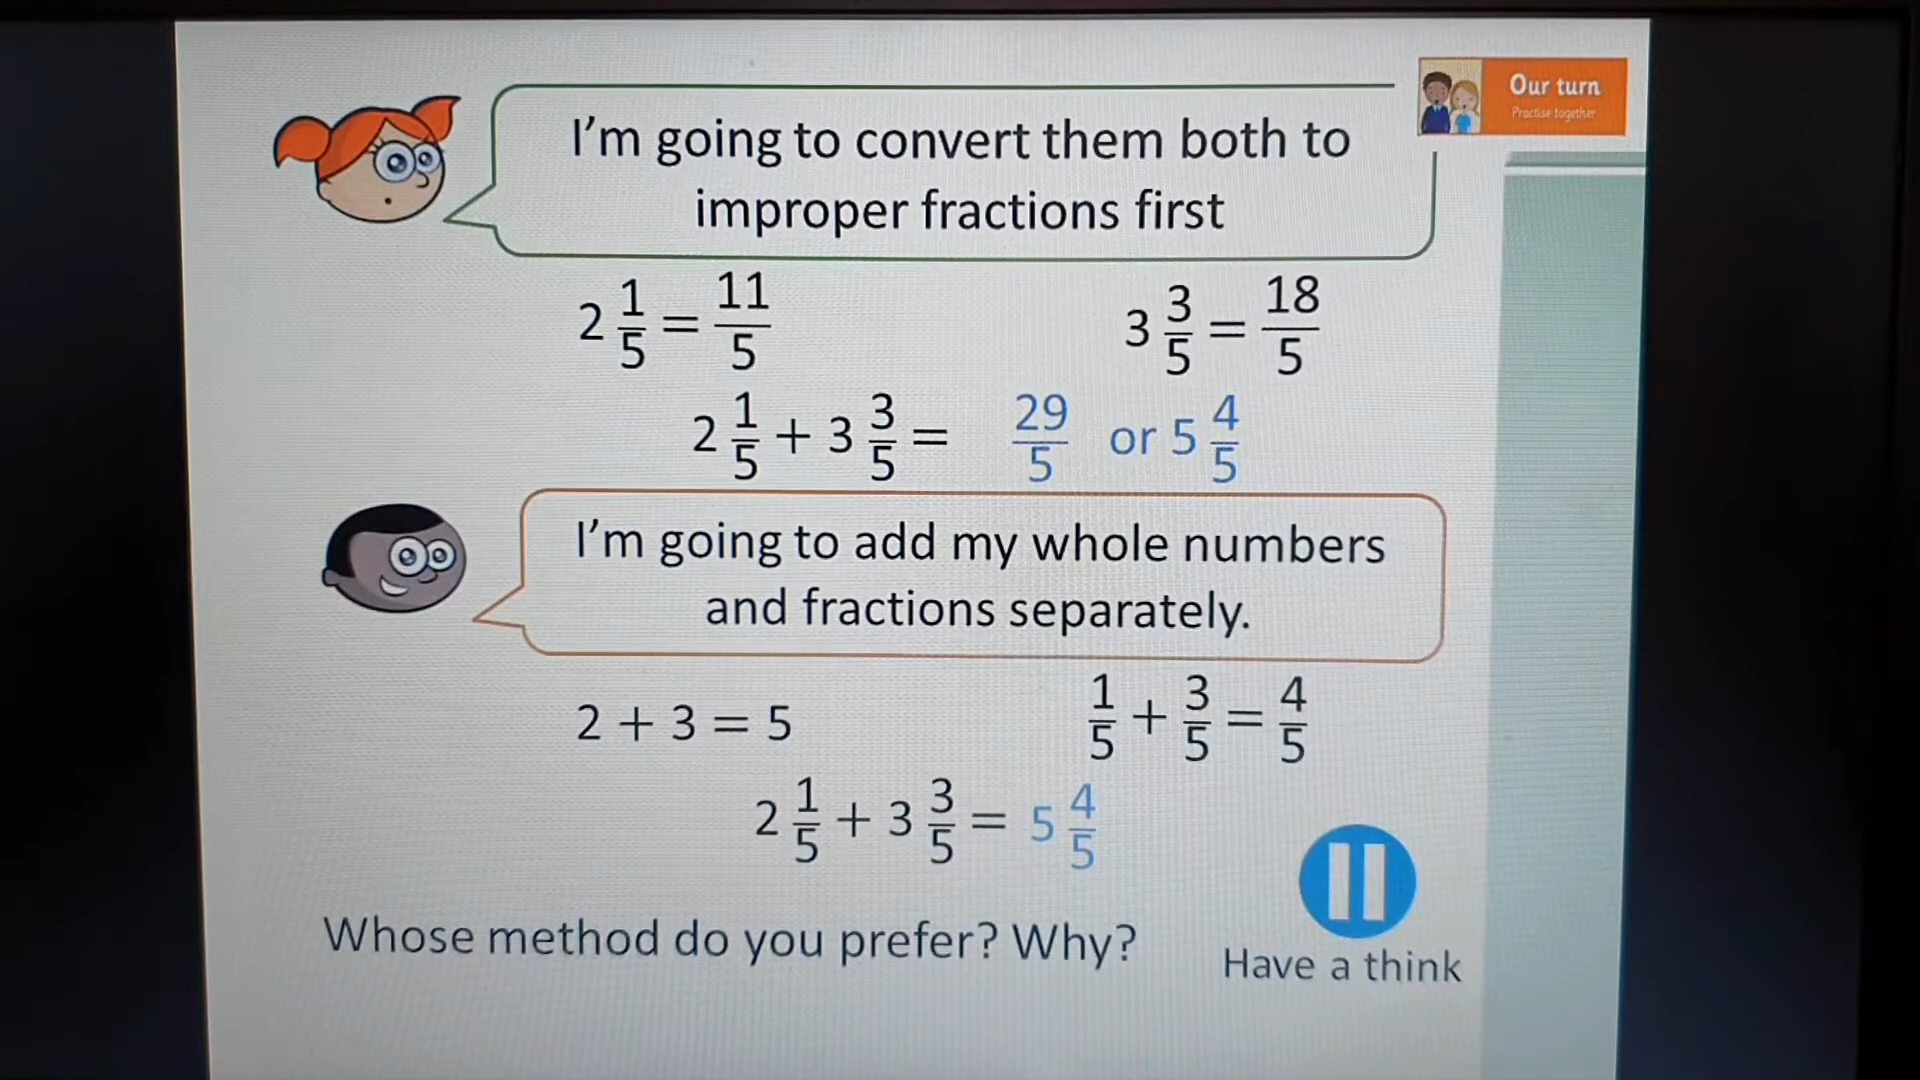 Our turn
Practise together
I'm going to convert them both to
improper fractions first
2 1/5 = 11/5
3 3/5 = 18/5
2 1/5 + 3 3/5 = 29/5 or 5 4/5
I'm going to add my whole numbers
and fractions separately.
2 + 3 = 5
1/5 + 3/5 = 4/5
2 1/5 + 3 3/5 = 5 4/5
Whose method do you prefer? Why?
Have a think